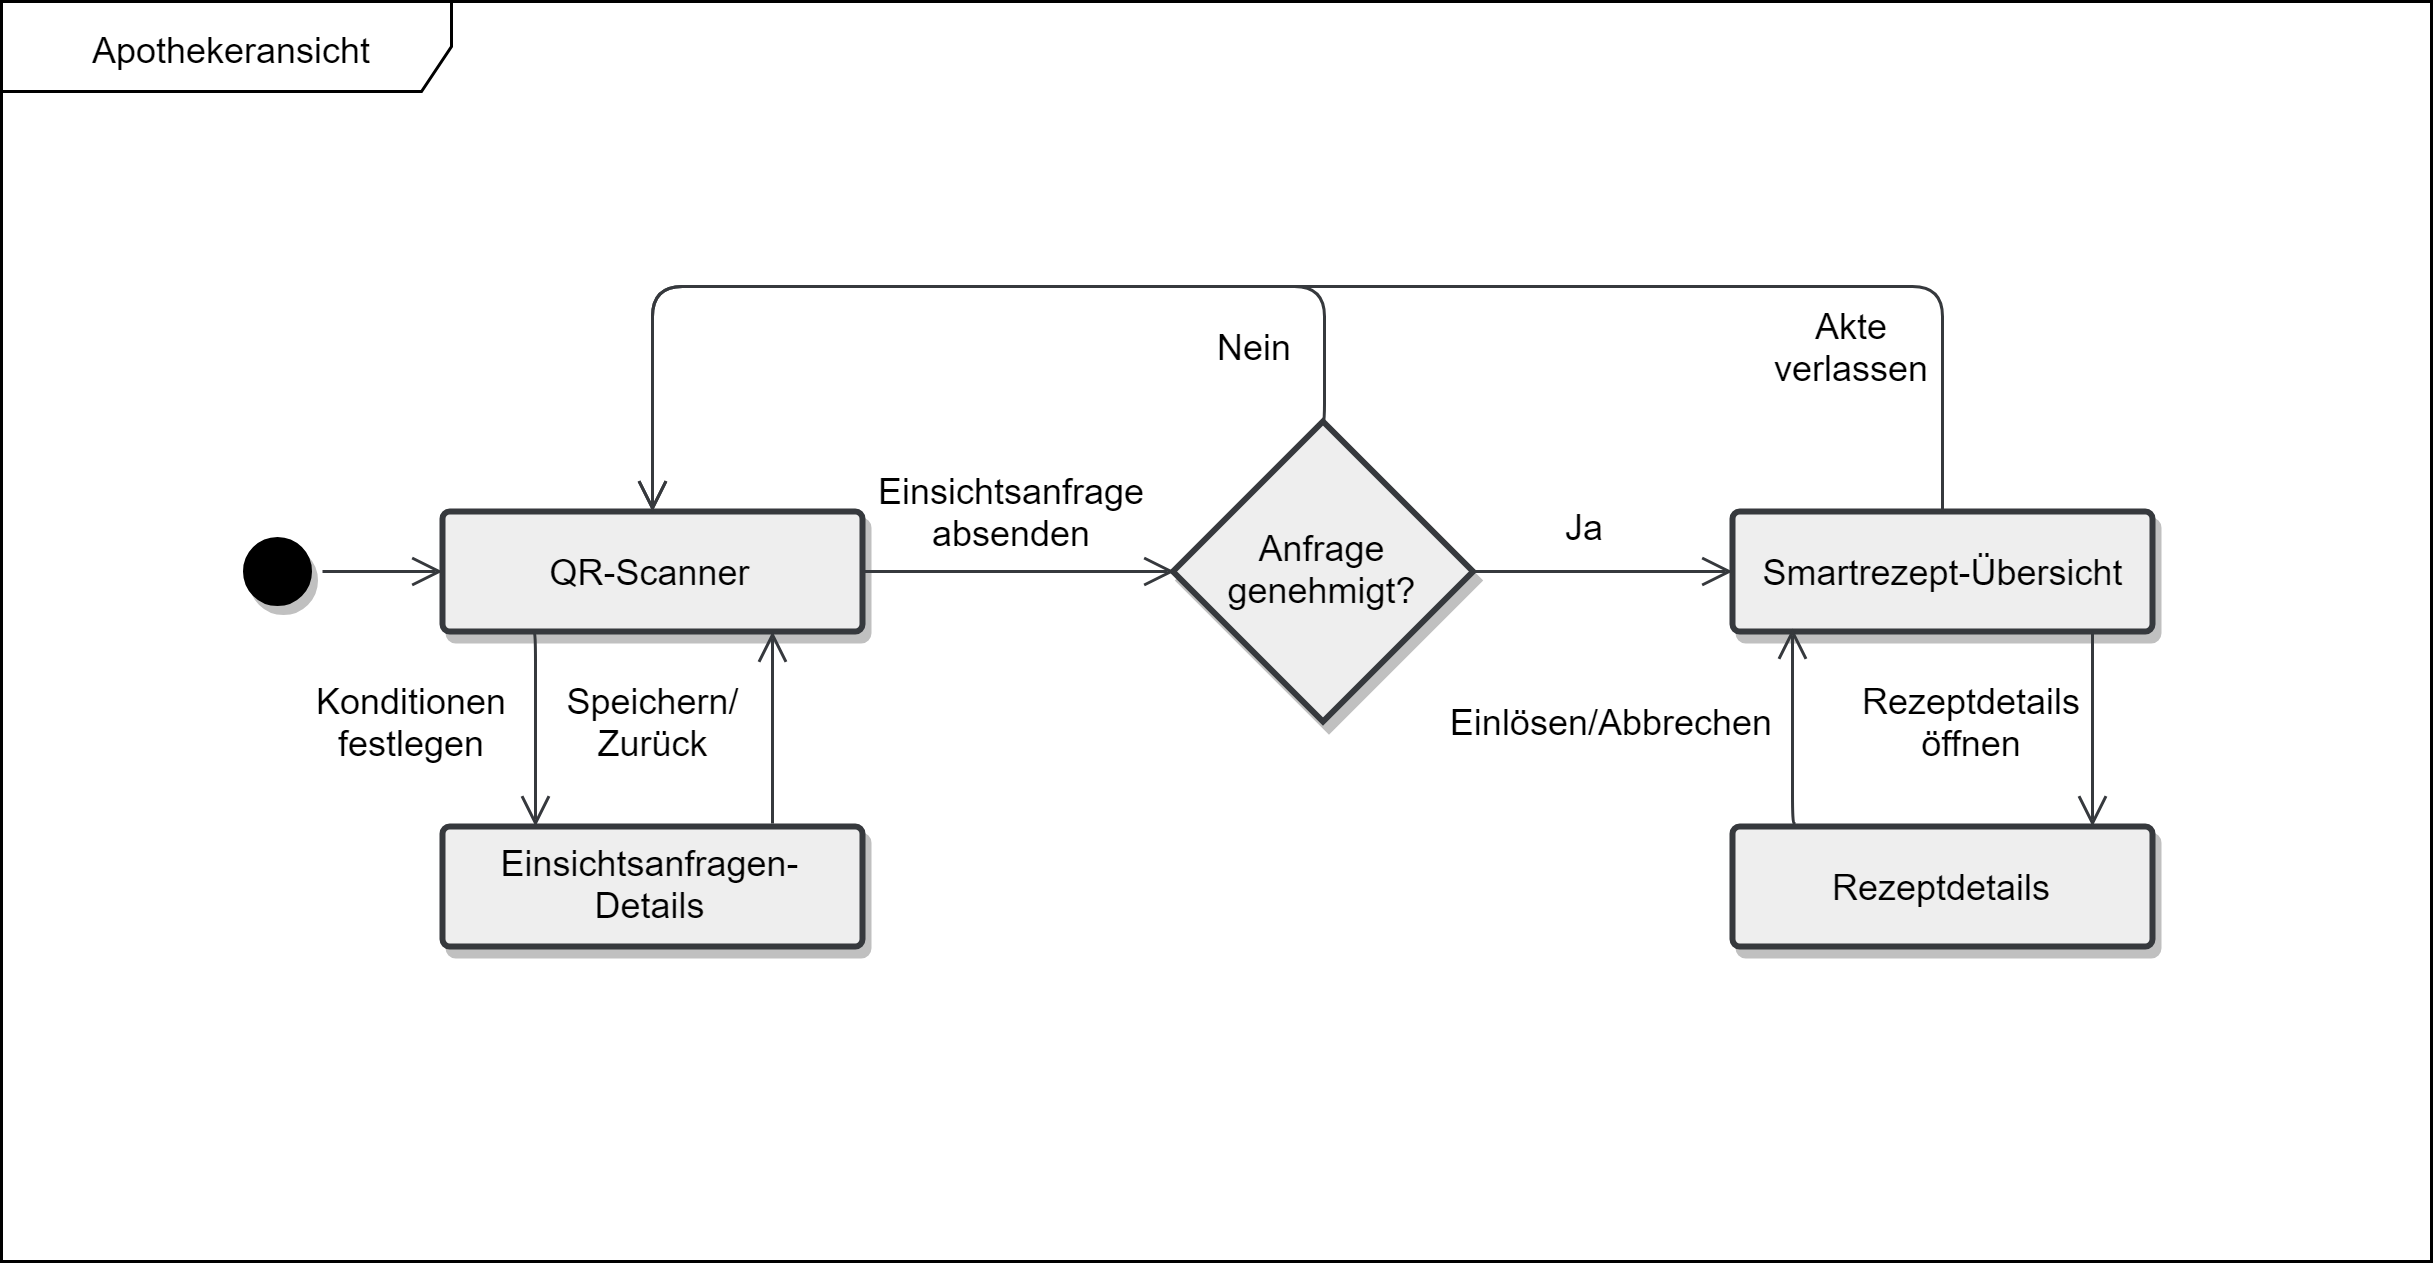 Apothekeransicht
Nein
Akte
verlassen
Einsichtsanfrage
absenden
QR-Scanner
Anfrage
genehmigt?
Ja
Smartrezept-Übersicht
Konditionen
festlegen
Speichern/
Zurück
Einlösen/Abbrechen
Rezeptdetails
öffnen
Einsichtsanfragen-
Details
Rezeptdetails